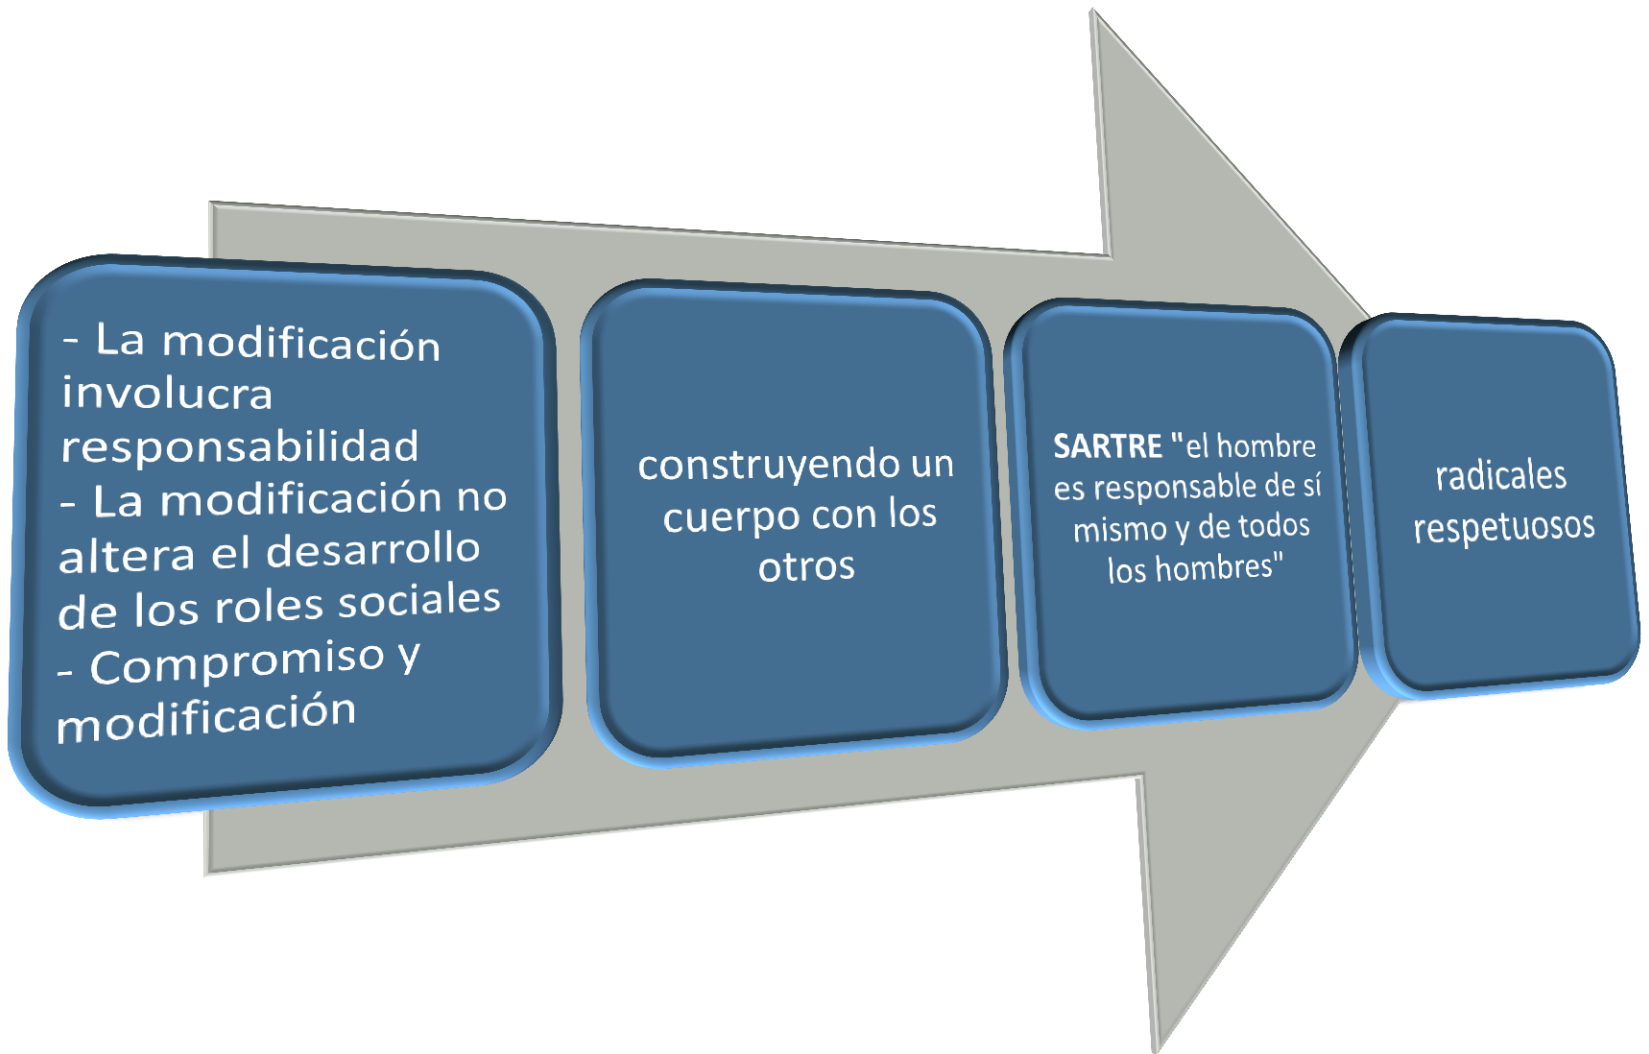 - La modificación
involucra
responsabilidad
- La modificación no
altera el desarrollo
de los roles sociales
- Compromiso y
modificación
construyendo un
cuerpo con los
otros
SARTRE "el hombre
es responsable de sí
mismo y de todos
los hombres"
radicales
respetuosos